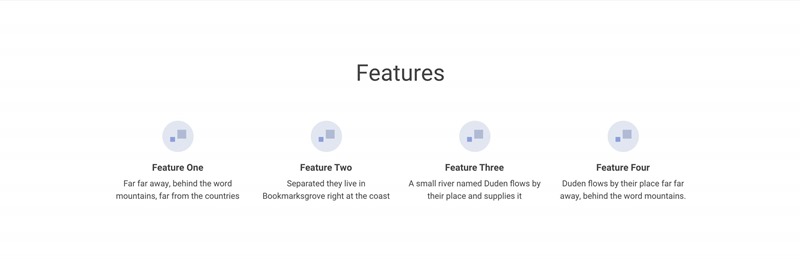 Features
Feature One
Far far away, behind the word
mountains, far from the countries
Feature Two
Separated they live in
Bookmarksgrove right at the coast
Feature Three
A small river named Duden flows by
their place and supplies it
Feature Four
Duden flows by their place far far
away, behind the word mountains.